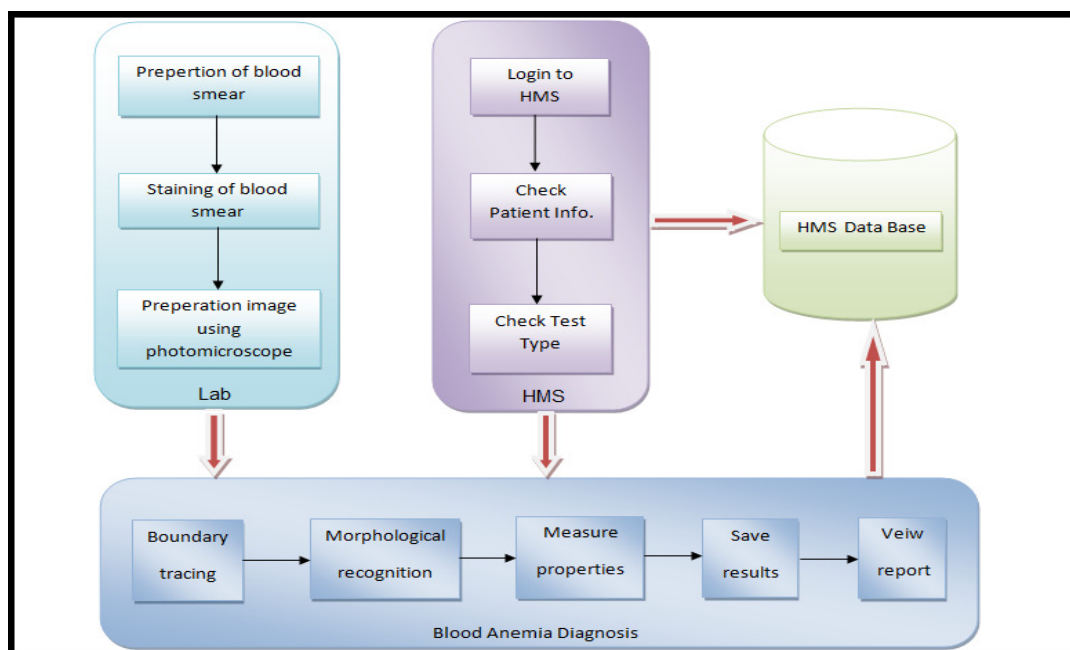 Prepertion of blood
smear
Staining of blood
smear
Preperation image
using
photomicroscope
Lab
Login to
HMS
Check
Patient Info.
Check Test
Type
HMS
HMS Data Base
Boundary
tracing
Morphological
recognition
Measure
properties
Save
results
Veiw
report
Blood Anemia Diagnosis